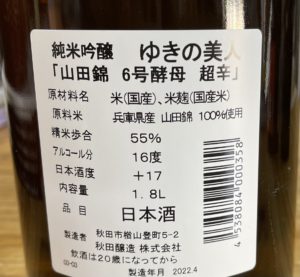 純米吟醸 ゆきの美人
「山田錦 6号酵母 超辛」
原材料名 米(国産)、米麹(国産米)
原料米 兵庫県産 山田錦 100%使用
精米歩合 55%
アルコール分 16度
日本酒度 +17
内容量 1.8L
品目 日本酒
製造者 秋田市楢山登町5-2
秋田醸造 株式会社
飲酒は20歳になってから
製造年月 2022.4
4538084000358